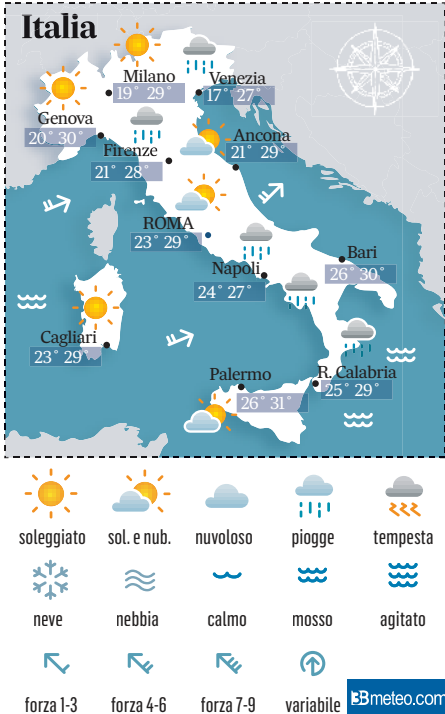 Italia
Milano
19° 29°
Venezia
17° 27°
Genova
20° 30°
Firenze
21° 28°
Ancona
21° 29°
ROMA
23° 29°
Napoli
24° 27°
Bari
26° 30°
Cagliari
23° 29°
Palermo
26° 31°
R. Calabria
25° 29°
soleggiato sol. e nub. nuvoloso piogge tempesta
neve nebbia calmo mosso agitato
forza 1-3 forza 4-6 forza 7-9 variabile
3Bmeteo.com